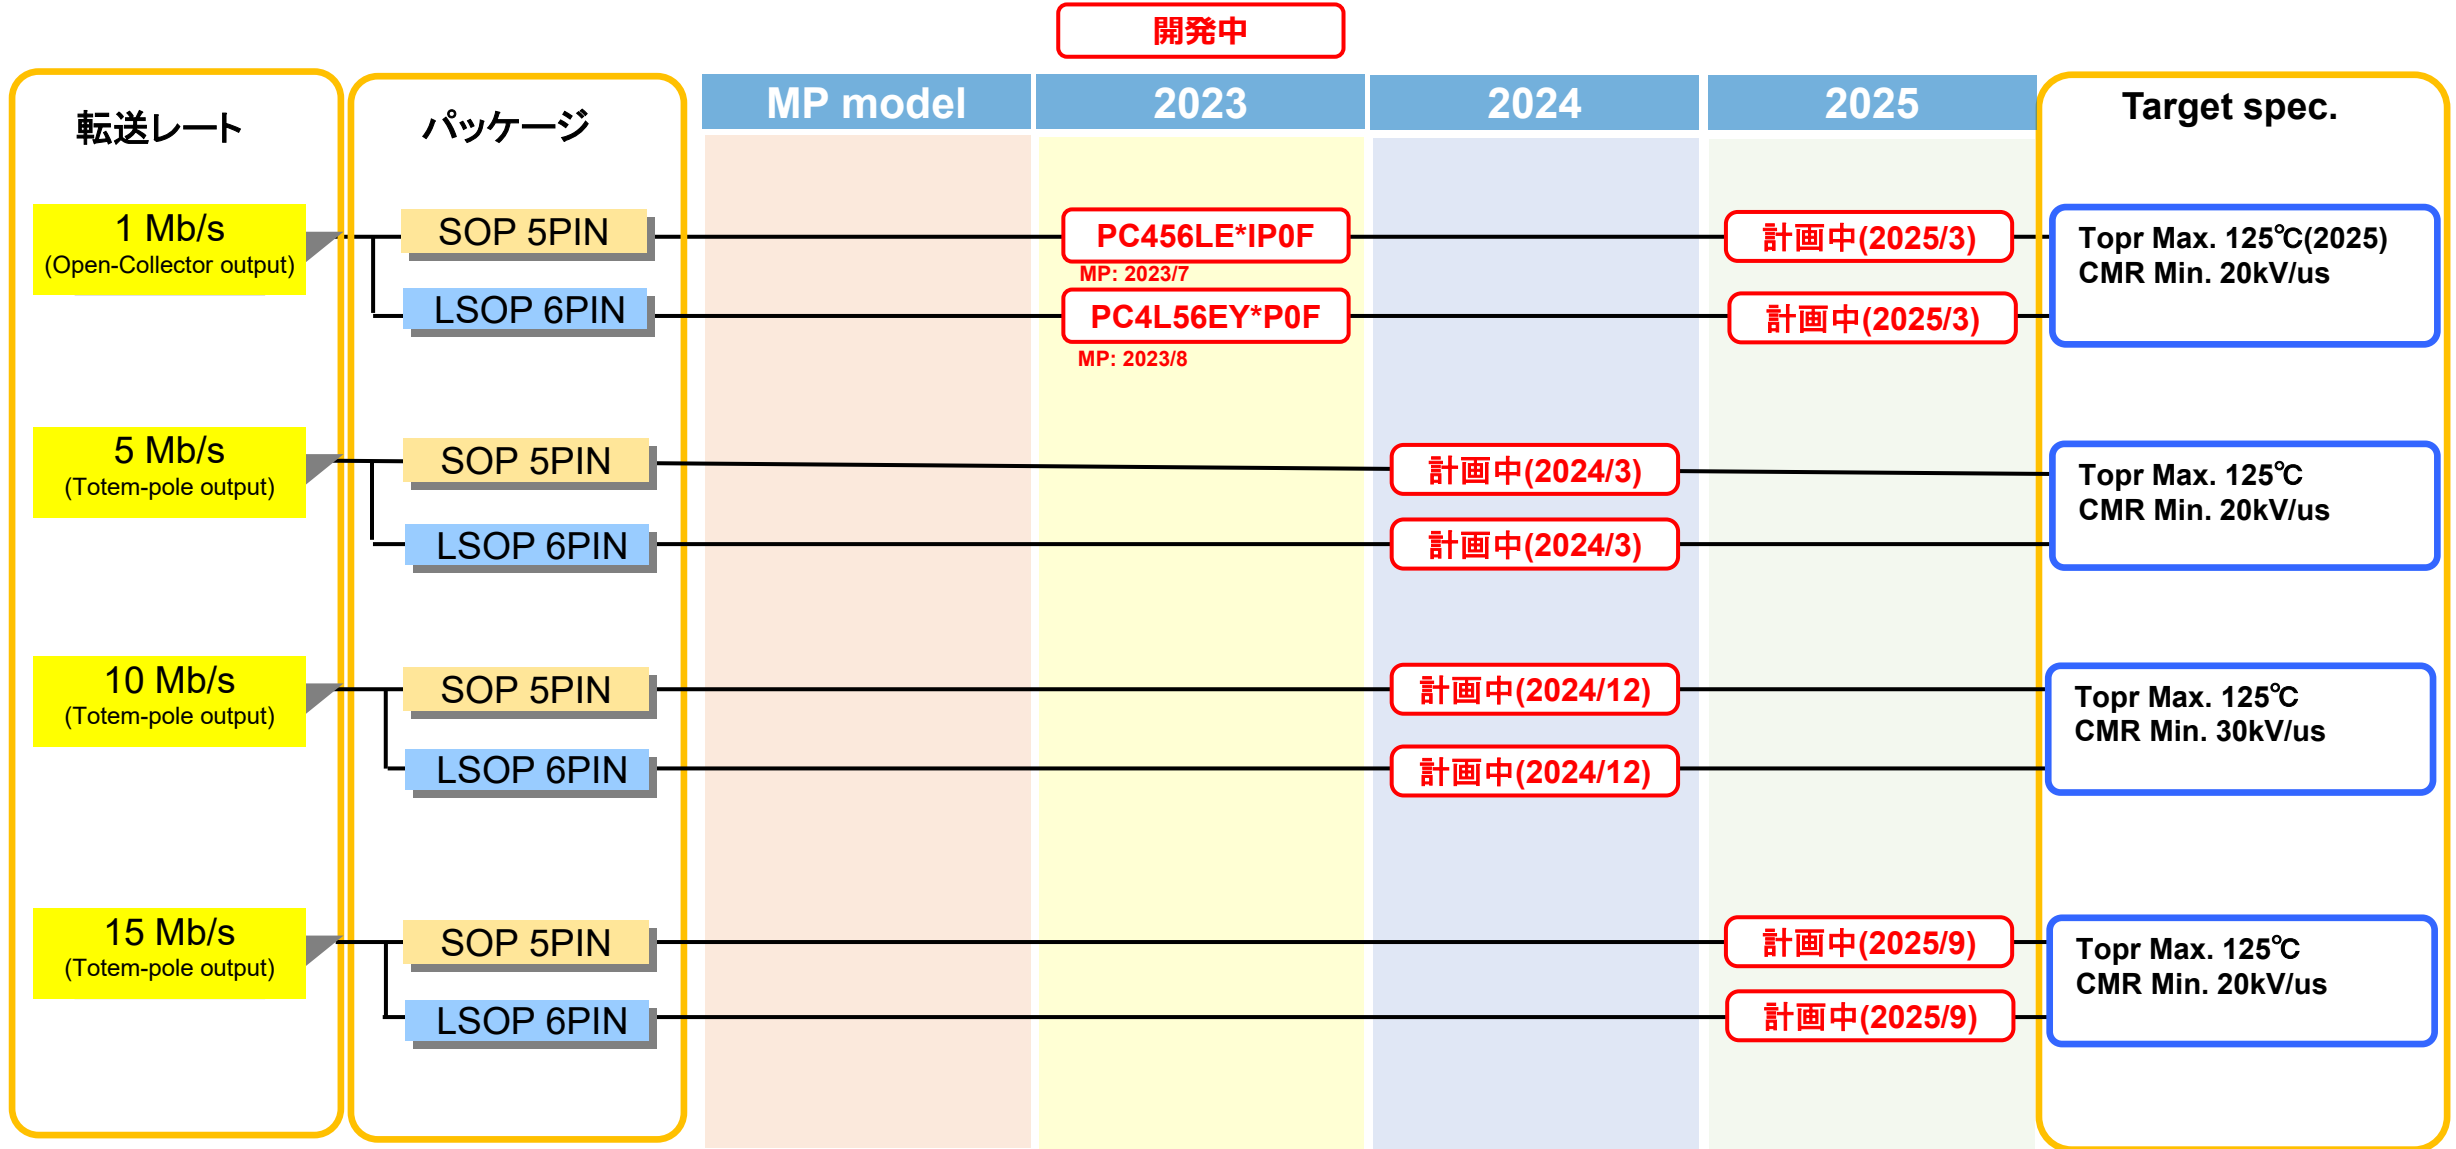 開発中
転送レート
パッケージ
MP model
2023
2024
2025
Target spec.
1 Mb/s
(Open-Collector output)
SOP 5PIN
PC456LE*IP0F
MP: 2023/7
計画中(2025/3)
LSOP 6PIN
PC4L56EY*P0F
MP: 2023/8
計画中(2025/3)
Topr Max. 125℃(2025)
CMR Min. 20kV/us
5 Mb/s
(Totem-pole output)
SOP 5PIN
計画中(2024/3)
LSOP 6PIN
計画中(2024/3)
Topr Max. 125℃
CMR Min. 20kV/us
10 Mb/s
(Totem-pole output)
SOP 5PIN
計画中(2024/12)
LSOP 6PIN
計画中(2024/12)
Topr Max. 125℃
CMR Min. 30kV/us
15 Mb/s
(Totem-pole output)
SOP 5PIN
計画中(2025/9)
LSOP 6PIN
計画中(2025/9)
Topr Max. 125℃
CMR Min. 20kV/us